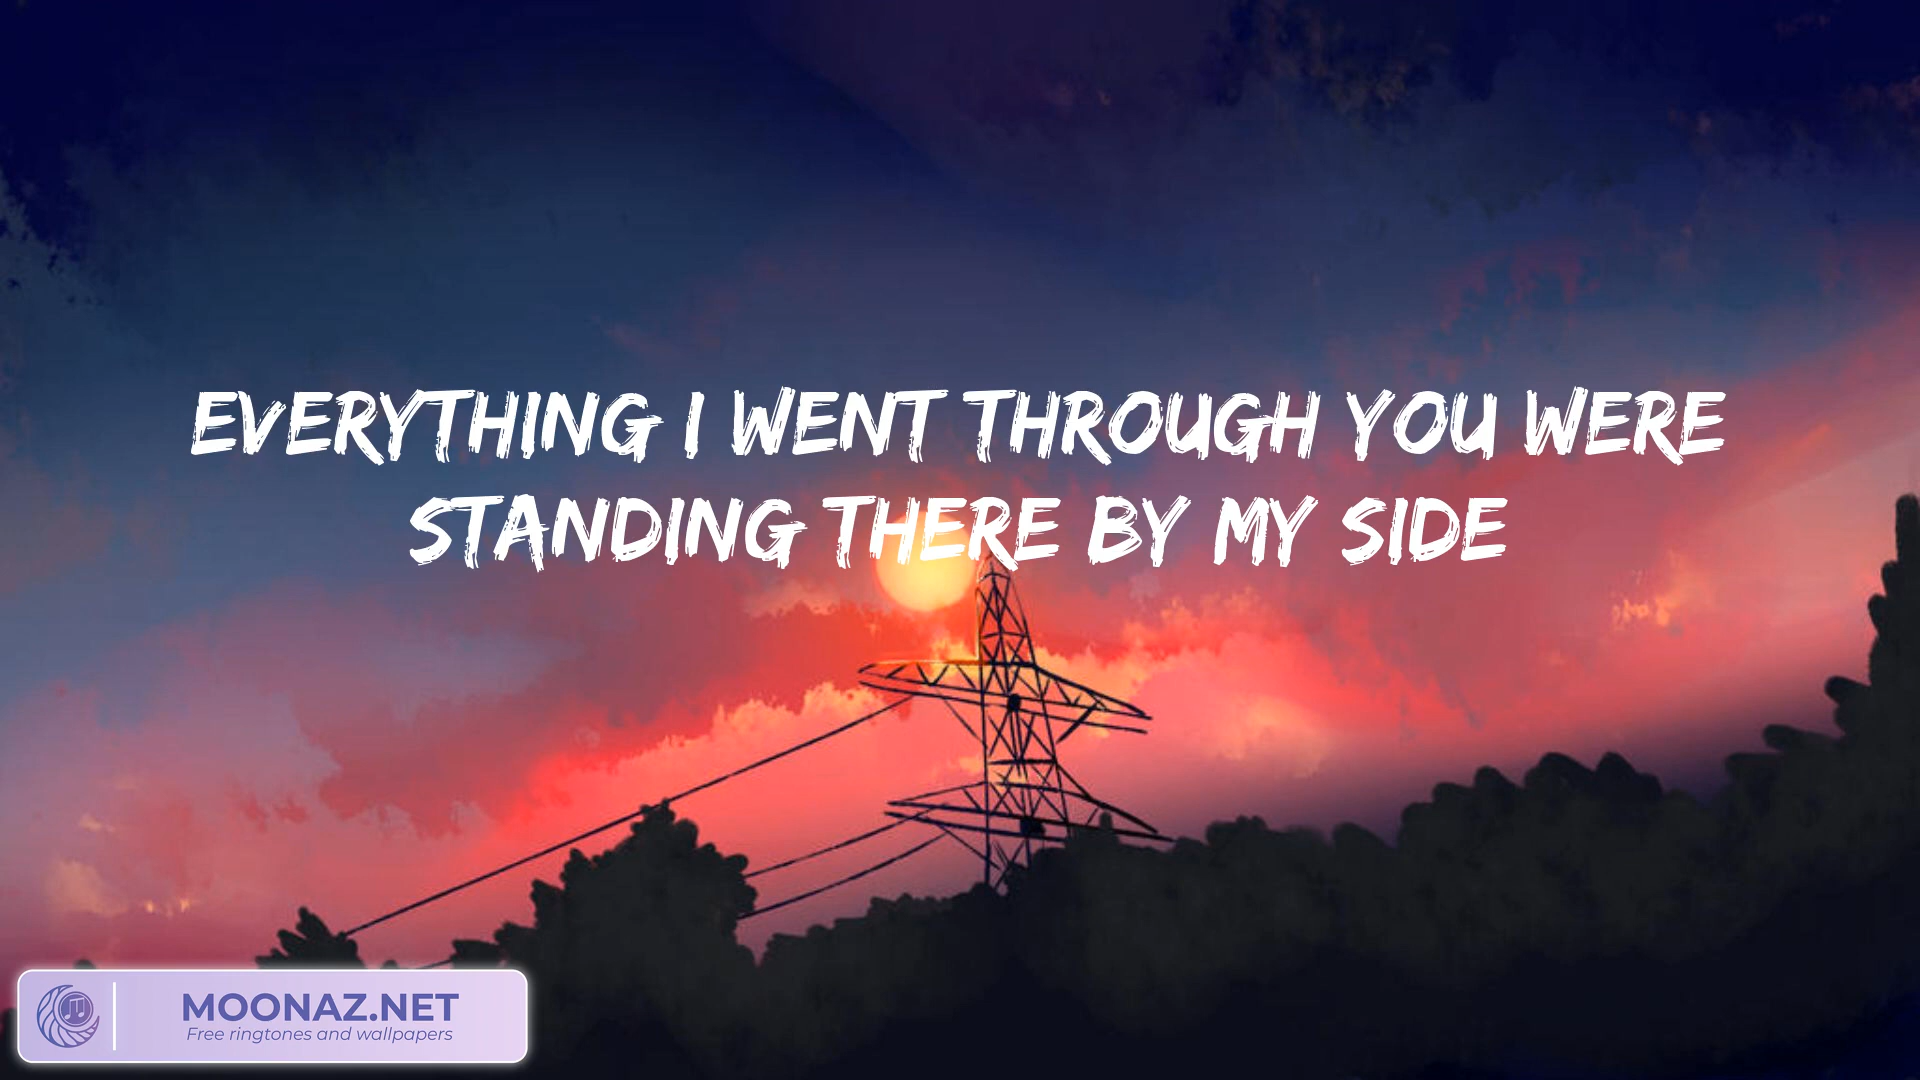 EVERYTHING I WENT THROUGH YOU WERE
STANDING THERE BY MY SIDE
MOONAZ.NET
Free ringtones and wallpapers